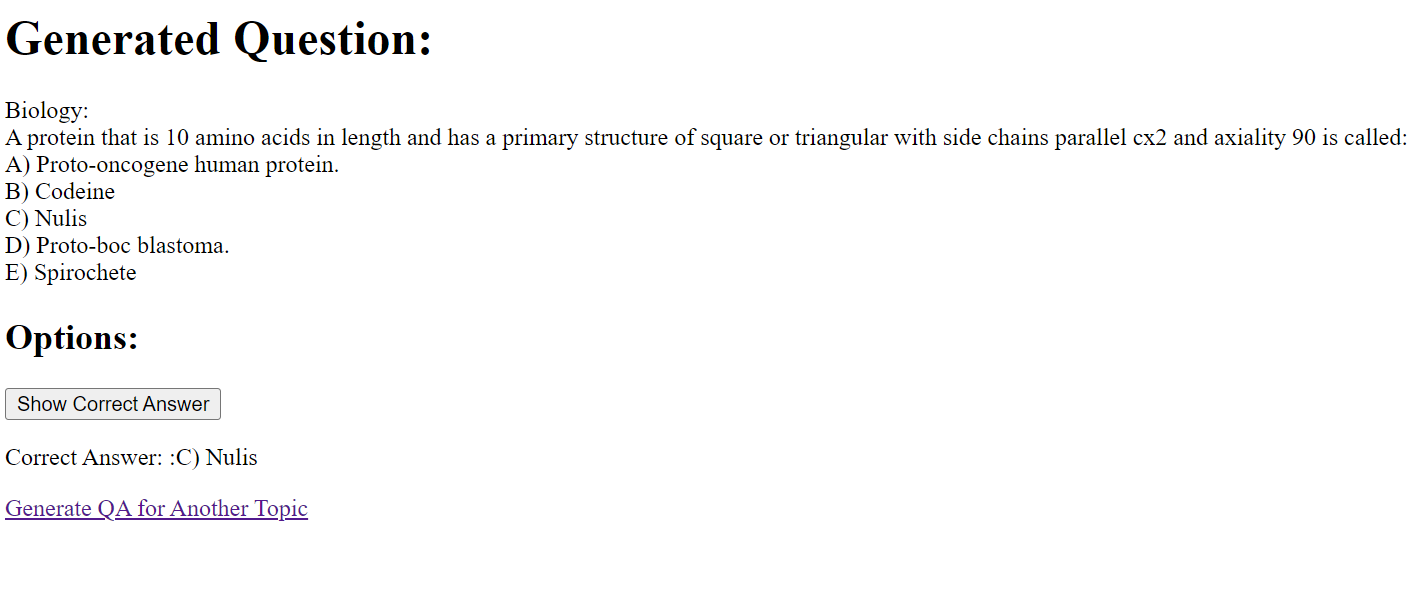 Generated Question:
Biology:
A protein that is 10 amino acids in length and has a primary structure of square or triangular with side chains parallel cx2 and axiality 90 is called:
A) Proto-oncogene human protein.
B) Codeine
C) Nulis
D) Proto-boc blastoma.
E) Spirochete
Options:
Show Correct Answer
Correct Answer: :C) Nulis
Generate QA for Another Topic